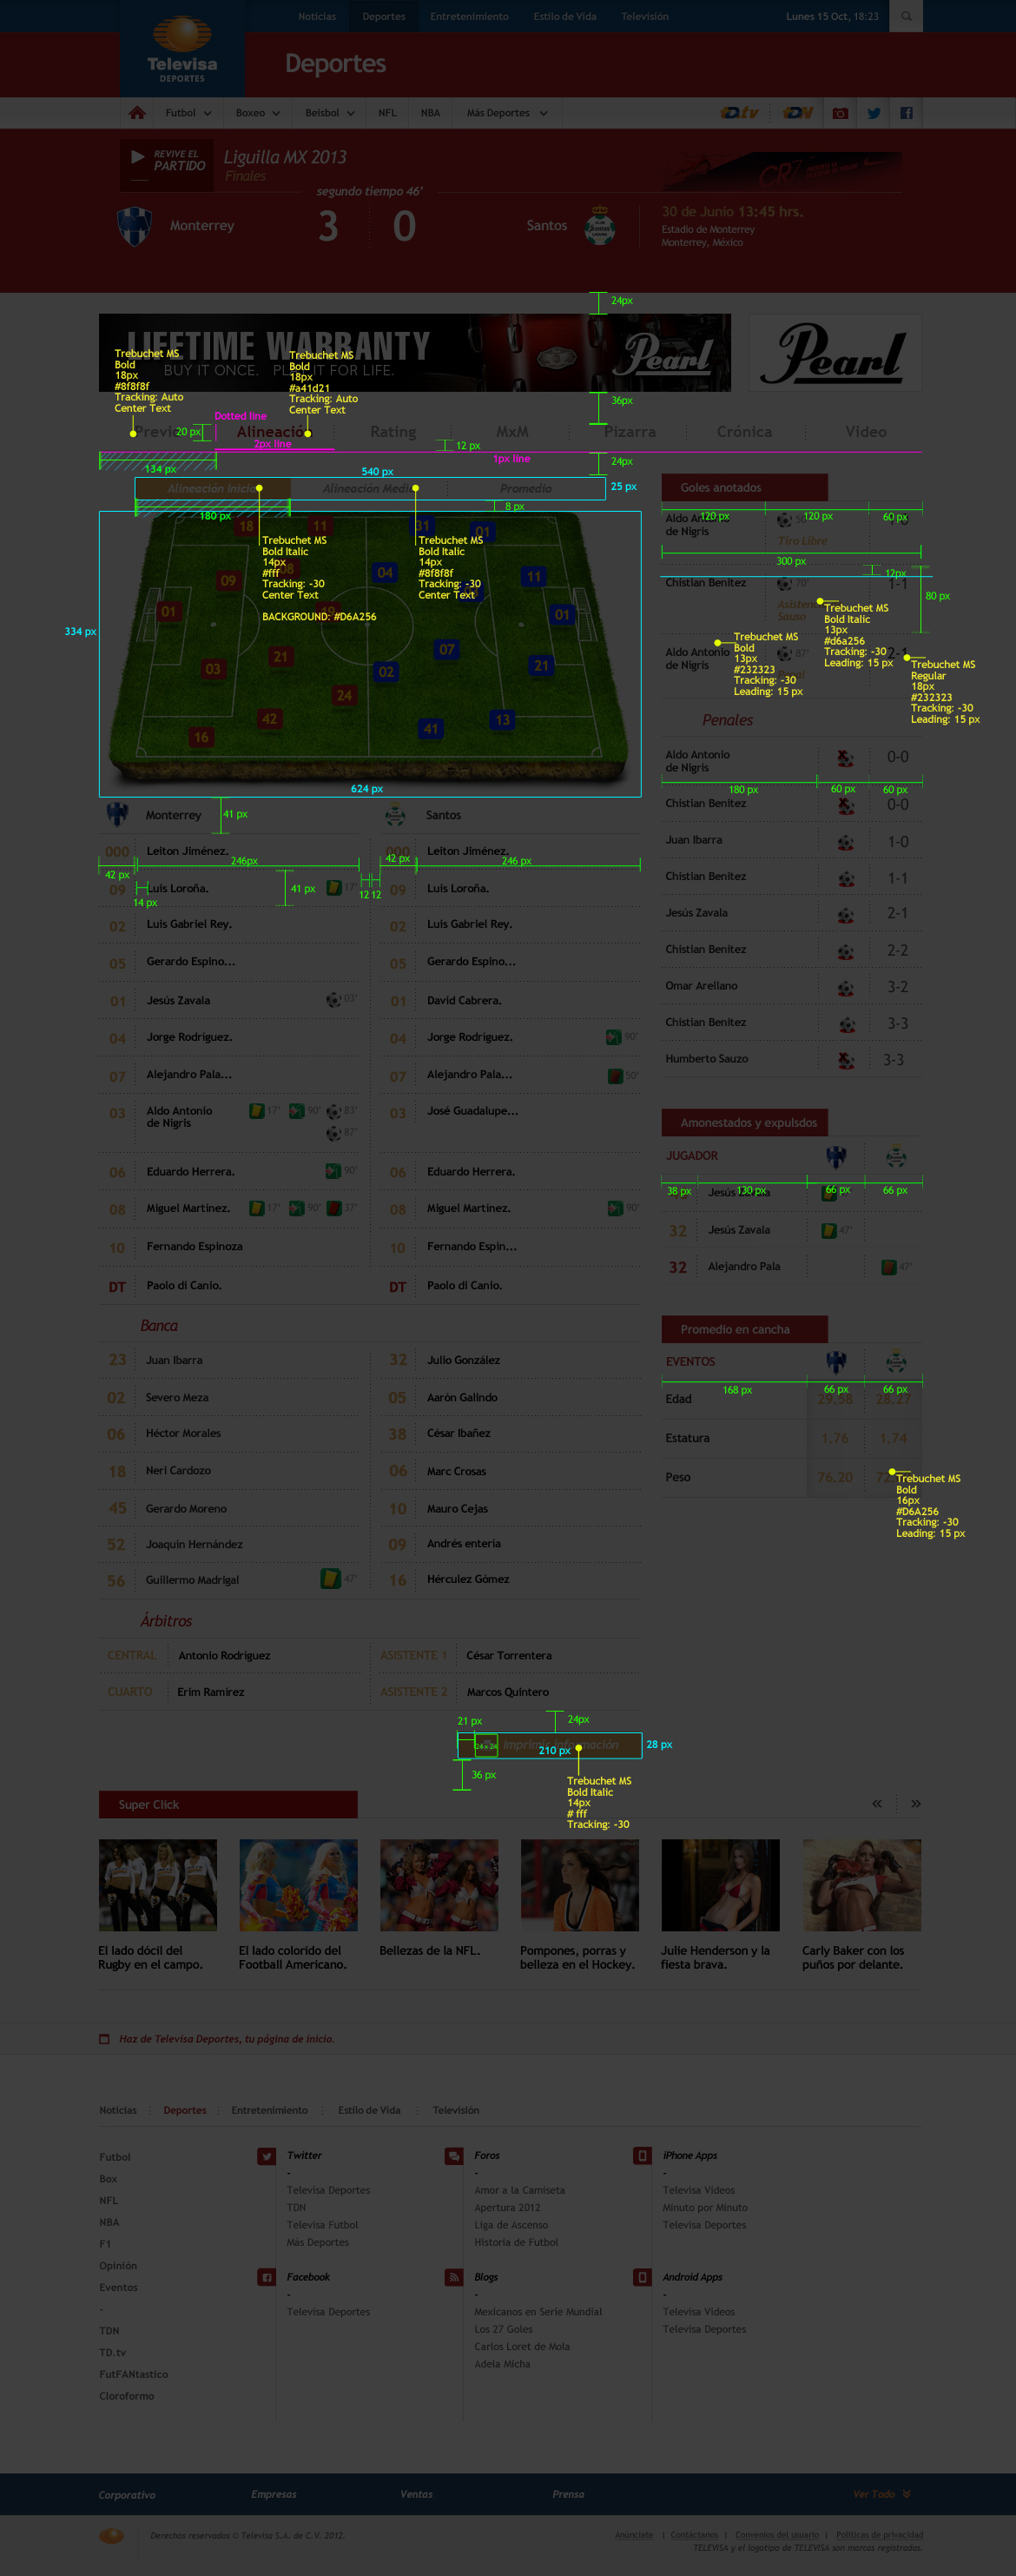 Noticias Deportes Entretenimiento Estilo de Vida Televisión Lunes 15 Oct, 18:23
Televisa
DEPORTES
Deportes
Futbol Boxeo Beisbol NFL NBA Más Deportes
REVIVE EL
PARTIDO
Liguilla MX 2013
Finales
CR7
segundo tiempo 46'
Monterrey 3 0 Santos
30 de Junio 13:45 hrs.
Estadio de Monterrey
Monterrey, México
24px
LIFETIME WARRANTY
BUY IT ONCE.
IT FOR LIFE.
Pearl
Pearl
Trebuchet MS
Bold
18px
#8f8f8f
Tracking: Auto
Center Text
Trebuchet MS
Bold
18px
#a41d21
Tracking: Auto
Center Text
36px
Dotted line
20 px
Alineación Rating MxM Pizarra Crónica Video
2px line
12 px
1px line
24px
134 px
540 px
25 px
Promedio
180 px
8 px
Trebuchet MS
Bold Italic
14px
#fff
Tracking: -30
Center Text
BACKGROUND: #D6A256
Trebuchet MS
Bold Italic
14px
#8f8f8f
Tracking: -30
Center Text
334 px
18 11 31 01
09 08 04 11
01 19 01
03 21 02 07 21
24
16 42 41 13
624 px
Goles anotados
120 px 120 px 60 px
Aldo Antonio
de Nigris
Tiro Libre
300 px
12px
80 px
Chistian Benitez 70' 1-1
Trebuchet MS
Bold Italic
13px
#d6a256
Tracking: -30
Leading: 15 px
Trebuchet MS
Bold
13px
#232323
Tracking: -30
Leading: 15 px
Aldo Antonio
de Nigris
87'
2-1
Trebuchet MS
Regular
18px
#232323
Tracking: -30
Leading: 15 px
Penales
Aldo Antonio
de Nigris
0-0
180 px 60 px 60 px
Chistian Benitez 0-0
Juan Ibarra 1-0
Chistian Benitez 1-1
Jesús Zavala 2-1
Chistian Benitez 2-2
Omar Arellano 3-2
Chistian Benitez 3-3
Humberto Sauzo 3-3
Monterrey 41 px Santos
000 Leiton Jiménez. 000 Leiton Jiménez.
42 px 246px 42 px 246 px
09 Luis Loroña. 17' 09 Luis Loroña.
14 px 41 px 12 12
02 Luis Gabriel Rey. 02 Luis Gabriel Rey.
05 Gerardo Espino... 05 Gerardo Espino...
01 Jesús Zavala 03' 01 David Cabrera.
04 Jorge Rodríguez. 04 Jorge Rodríguez. 90'
07 Alejandro Pala... 07 Alejandro Pala... 50'
03 Aldo Antonio
de Nigris
17' 90' 83'
87'
03 José Guadalupe...
06 Eduardo Herrera. 90' 06 Eduardo Herrera.
08 Miguel Martínez. 17' 90' 37' 08 Miguel Martínez. 90'
10 Fernando Espinoza 10 Fernando Espin...
DT Paolo di Canio. DT Paolo di Canio.
Amonestados y expulsdos
JUGADOR
38 px 130 px 66 px 66 px
32 Jesús Zavala 47'
32 Alejandro Pala 47'
Promedio en cancha
EVENTOS
168 px 66 px 66 px
Edad 29.58 28.27
Estatura 1.76 1.74
Peso 76.20
Trebuchet MS
Bold
16px
#D6A256
Tracking: -30
Leading: 15 px
Banca
23 Juan Ibarra 32 Julio González
02 Severo Meza 05 Aarón Galindo
06 Héctor Morales 38 César Ibañez
18 Neri Cardozo 06 Marc Crosas
45 Gerardo Moreno 10 Mauro Cejas
52 Joaquín Hernández 09 Andrés enteria
56 Guillermo Madrigal 47' 16 Hérculez Gómez
Árbitros
CENTRAL Antonio Rodríguez ASISTENTE 1 César Torrentera
CUARTO Erim Ramírez ASISTENTE 2 Marcos Quintero
21 px 24px
24 x 24 Imprimir información
210 px
28 px
36 px
Trebuchet MS
Bold Italic
14px
# fff
Tracking: -30
Super Click « »
El lado dócil del
Rugby en el campo.
El lado colorido del
Football Americano.
Bellezas de la NFL.
Pompones, porras y
belleza en el Hockey.
Julie Henderson y la
fiesta brava.
Carly Baker con los
puños por delante.
Haz de Televisa Deportes, tu página de inicio.
Noticias Deportes Entretenimiento Estilo de Vida Televisión
Futbol
Box
NFL
NBA
F1
Opinión
Eventos
-
TDN
TD.tv
FutFANtastico
Cloroformo
Twitter
-
Televisa Deportes
TDN
Televisa Futbol
Más Deportes
Foros
-
Amor a la Camiseta
Apertura 2012
Liga de Ascenso
Historia de Futbol
iPhone Apps
-
Televisa Videos
Minuto por Minuto
Televisa Deportes
Facebook
-
Televisa Deportes
Blogs
-
Mexicanos en Serie Mundial
Los 27 Goles
Carlos Loret de Mola
Adela Micha
Android Apps
-
Televisa Videos
Televisa Deportes
Corporativo Empresas Ventas Prensa Ver Todo
Derechos reservados © Televisa S.A. de C.V. 2012.
Anúnciate | Contáctanos | Convenios del usuario | Políticas de privacidad
TELEVISA y el logotipo de TELEVISA son marcas registradas.